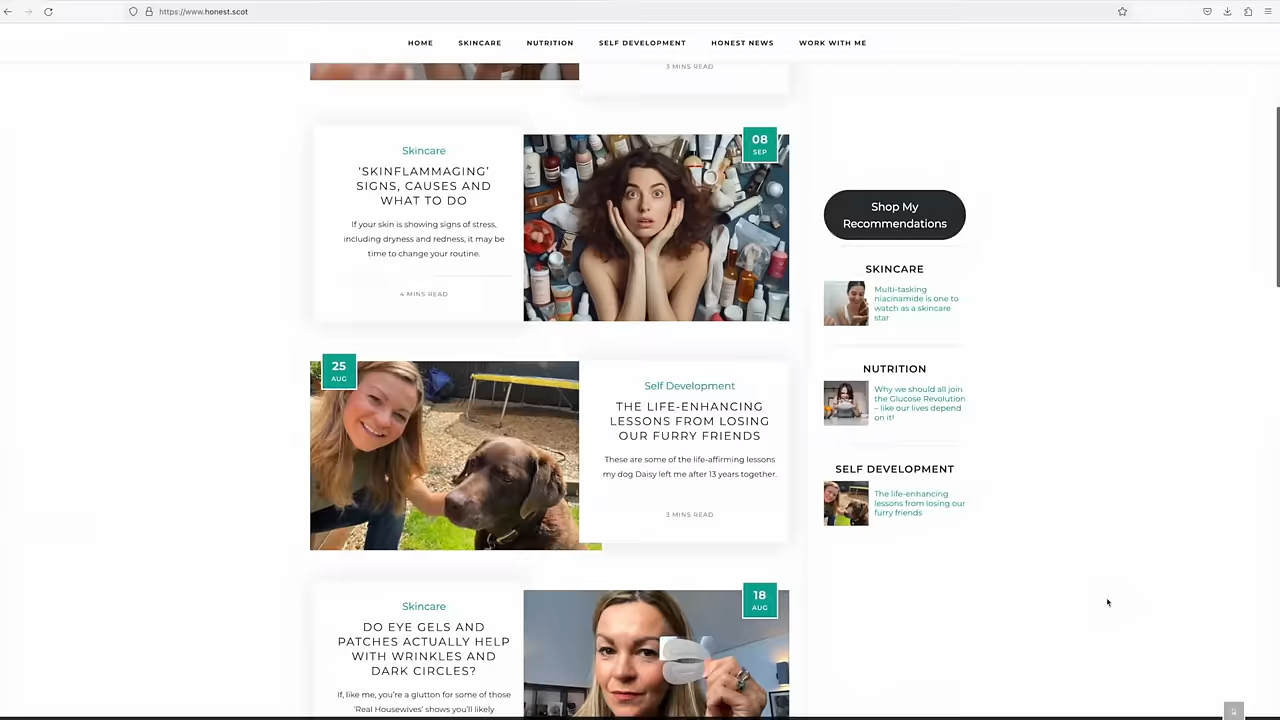 https://www.honest.scot
HOME SKINCARE NUTRITION SELF DEVELOPMENT HONEST NEWS WORK WITH ME
3 MINS READ
08
SEP
Skincare
'SKINFLAMMAGING'
SIGNS, CAUSES AND
WHAT TO DO
If your skin is showing signs of stress,
including dryness and redness, it may be
time to change your routine.
4 MINS READ
25
AUG
Self Development
THE LIFE-ENHANCING
LESSONS FROM LOSING
OUR FURRY FRIENDS
These are some of the life-affirming lessons
my dog Daisy left me after 13 years together.
3 MINS READ
18
AUG
Skincare
DO EYE GELS AND
PATCHES ACTUALLY HELP
WITH WRINKLES AND
DARK CIRCLES?
If, like me, you're a glutton for some of those
'Real Housewives' shows you'll likely
Shop My
Recommendations
SKINCARE
Multi-tasking
niacinamide is one to
watch as a skincare
star
NUTRITION
Why we should all join
the Glucose Revolution
– like our lives depend
on it!
SELF DEVELOPMENT
The life-enhancing
lessons from losing our
furry friends